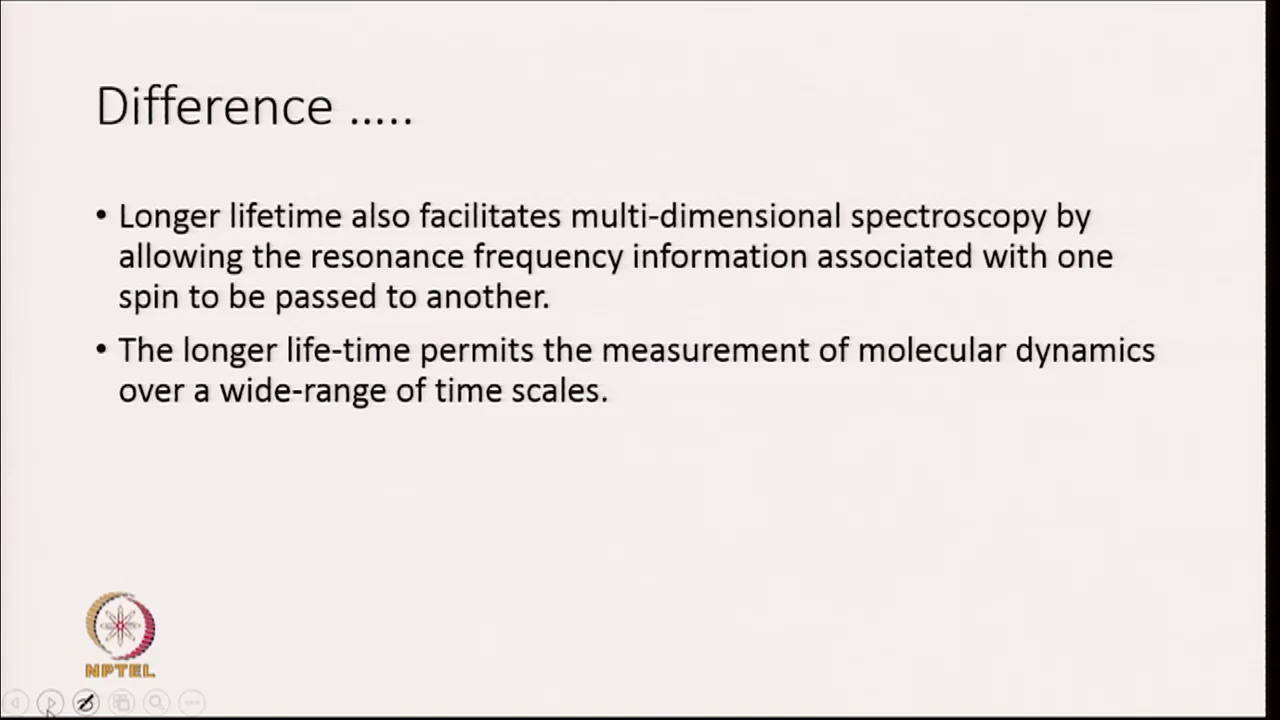 Difference .....
• Longer lifetime also facilitates multi-dimensional spectroscopy by
allowing the resonance frequency information associated with one
spin to be passed to another.
• The longer life-time permits the measurement of molecular dynamics
over a wide-range of time scales.
NPTEL